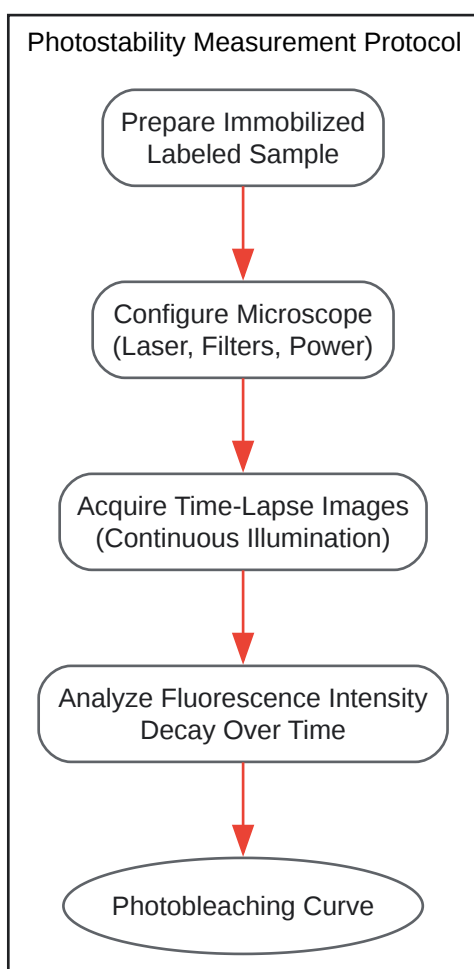 Photostability Measurement Protocol
Prepare Immobilized
Labeled Sample
Configure Microscope
(Laser, Filters, Power)
Acquire Time-Lapse Images
(Continuous Illumination)
Analyze Fluorescence Intensity
Decay Over Time
Photobleaching Curve